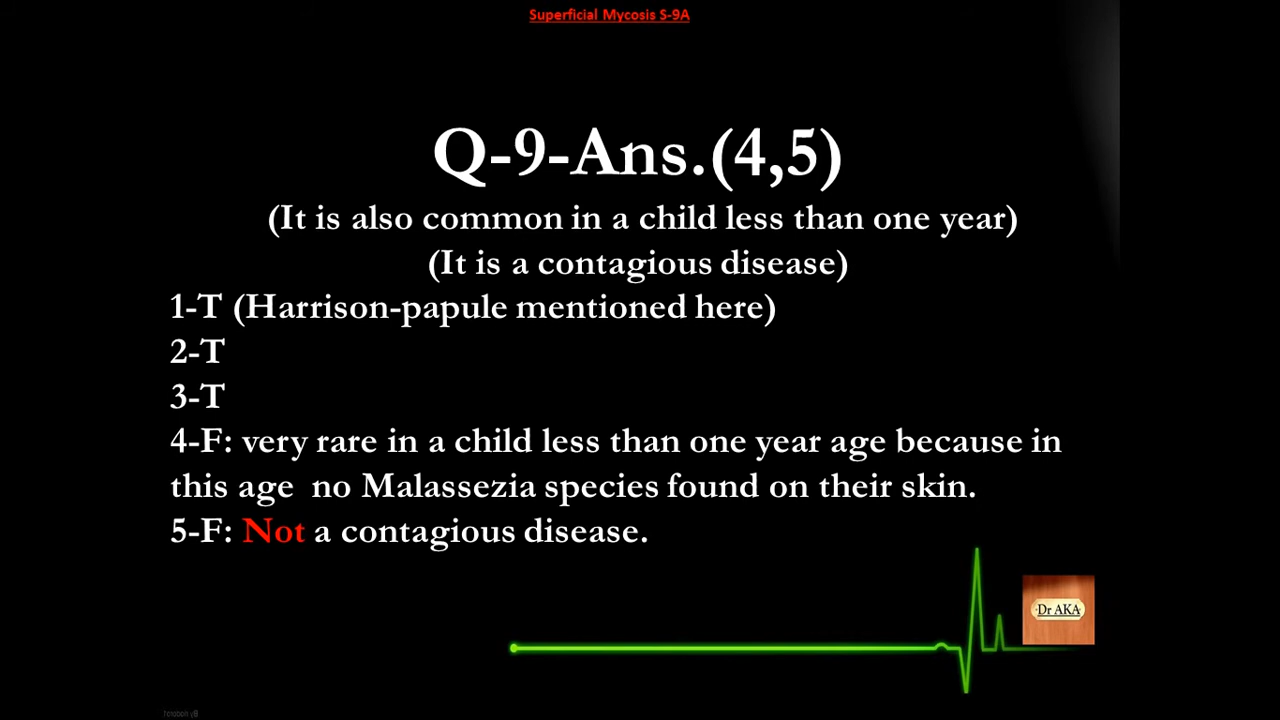 Superficial Mycosis S-9A
Q-9-Ans.(4,5)
(It is also common in a child less than one year)
(It is a contagious disease)
1-T (Harrison-papule mentioned here)
2-T
3-T
4-F: very rare in a child less than one year age because in
this age  no Malassezia species found on their skin.
5-F: Not a contagious disease.
Dr AKA